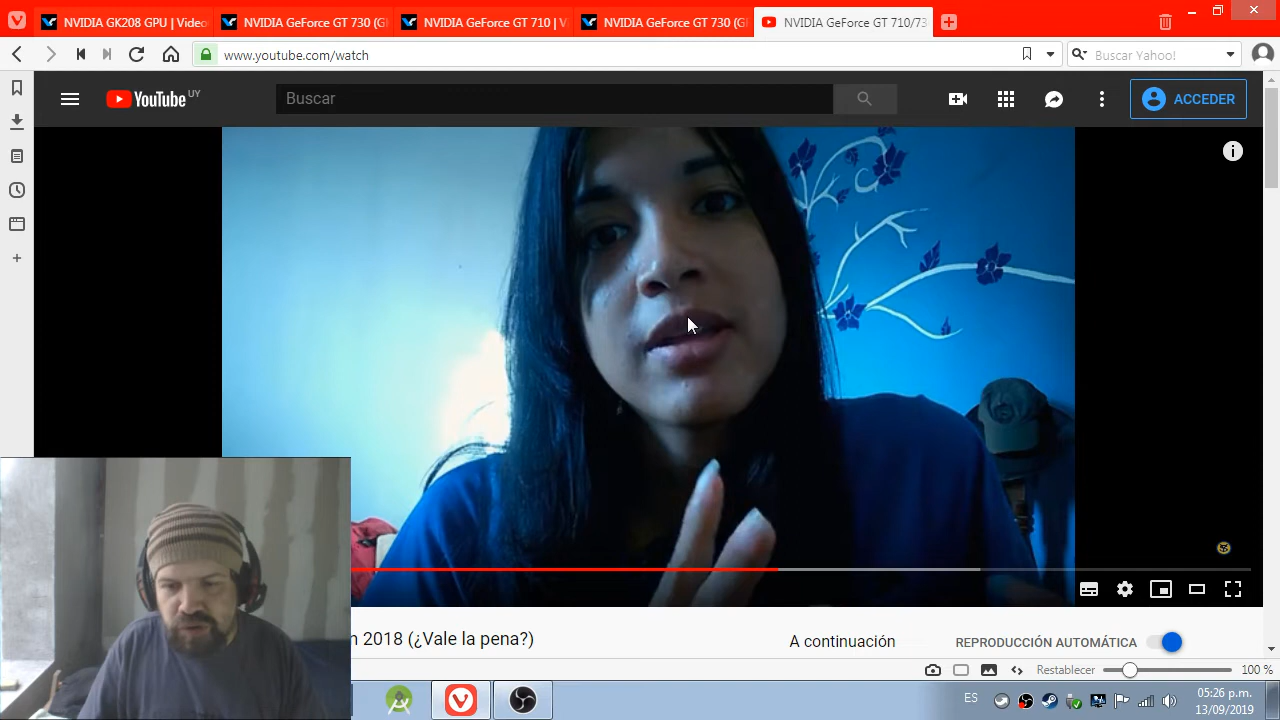 NVIDIA GK208 GPU | Video
NVIDIA GeForce GT 730 (G
NVIDIA GeForce GT 710 | V
NVIDIA GeForce GT 730 (G
NVIDIA GeForce GT 710/73
www.youtube.com/watch
Buscar Yahoo!
YouTube UY
Buscar
ACCEDER
n 2018 (¿Vale la pena?)
A continuación
REPRODUCCIÓN AUTOMÁTICA
Restablecer
100 %
ES
05:26 p.m.
13/09/2019